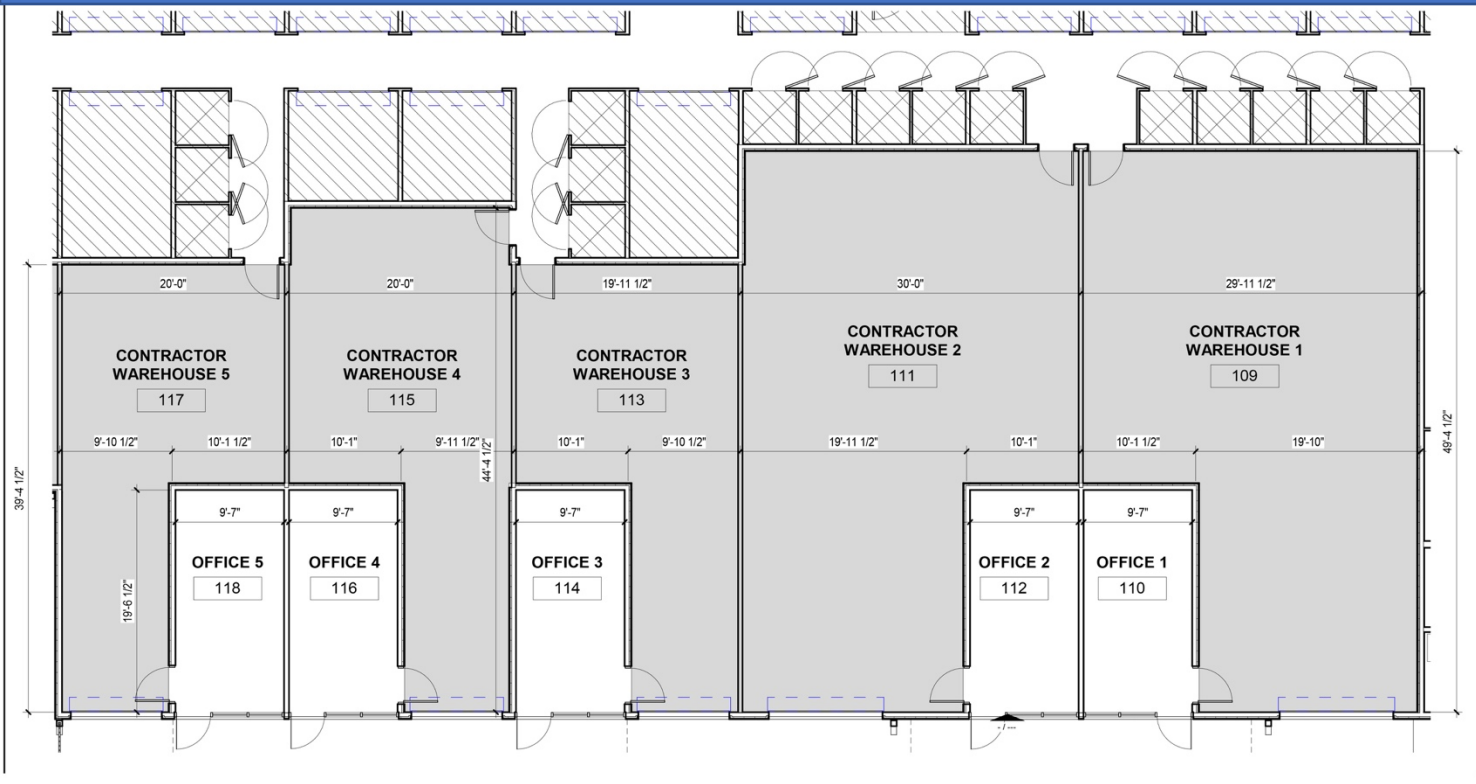 20'-0"
20'-0"
19'-11 1/2"
30'-0"
29'-11 1/2"
CONTRACTOR
WAREHOUSE 5
117
CONTRACTOR
WAREHOUSE 4
115
CONTRACTOR
WAREHOUSE 3
113
CONTRACTOR
WAREHOUSE 2
111
CONTRACTOR
WAREHOUSE 1
109
9'-10 1/2"
10'-1 1/2"
10'-1"
9'-11 1/2"
10'-1"
9'-10 1/2"
19'-11 1/2"
10'-1"
10'-1 1/2"
19'-10"
39'-4 1/2"
44'-4 1/2"
49'-4 1/2"
9'-7"
9'-7"
9'-7"
9'-7"
9'-7"
OFFICE 5
118
OFFICE 4
116
OFFICE 3
114
OFFICE 2
112
OFFICE 1
110
19'-6 1/2"